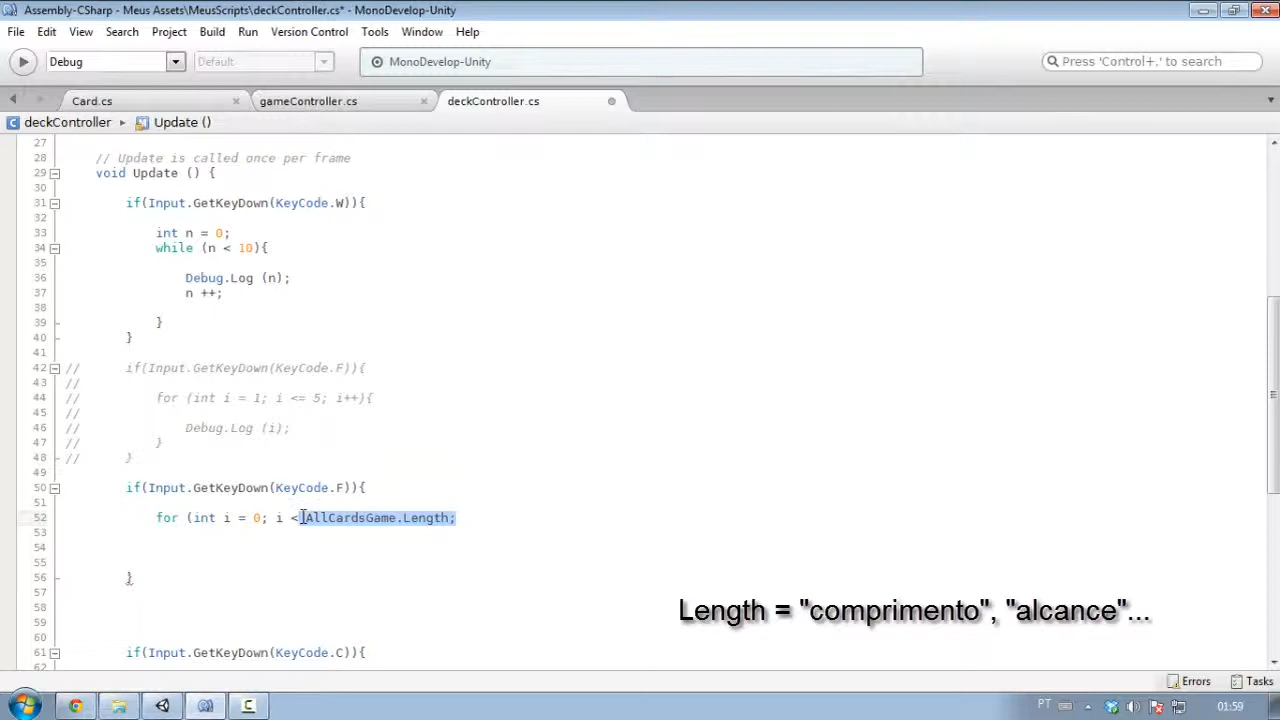 Assembly-CSharp - Meus Assets\MeusScripts\deckController.cs* - MonoDevelop-Unity
File Edit View Search Project Build Run Version Control Tools Window Help
Debug Default MonoDevelop-Unity Press 'Control+.' to search
Card.cs × gameController.cs × deckController.cs
C deckController ▸ Update ()
27
28 // Update is called once per frame
29 void Update () {
30
31 if(Input.GetKeyDown(KeyCode.W)){
32
33 int n = 0;
34 while (n < 10){
35
36 Debug.Log (n);
37 n ++;
38
39 }
40 }
41
42 // if(Input.GetKeyDown(KeyCode.F)){
43 //
44 // for (int i = 1; i <= 5; i++){
45 //
46 // Debug.Log (i);
47 // }
48 // }
49
50 if(Input.GetKeyDown(KeyCode.F)){
51
52 for (int i = 0; i < AllCardsGame.Length;
53
54
55
56 }
57
58 Length = "comprimento", "alcance"...
59
60
61 if(Input.GetKeyDown(KeyCode.C)){
62
Errors Tasks
PT 01:59